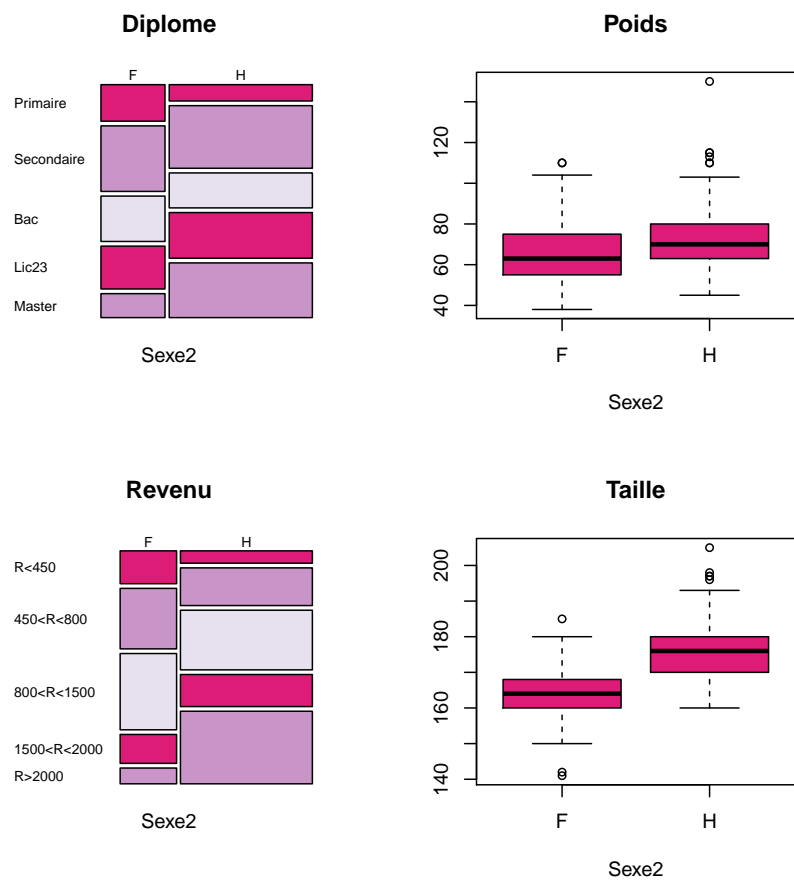 Diplome
F H
Primaire
Secondaire
Bac
Lic23
Master
Sexe2
Poids
120
80
60
40
F H
Sexe2
Revenu
F H
R<450
450<R<800
800<R<1500
1500<R<2000
R>2000
Sexe2
Taille
200
180
160
140
F H
Sexe2